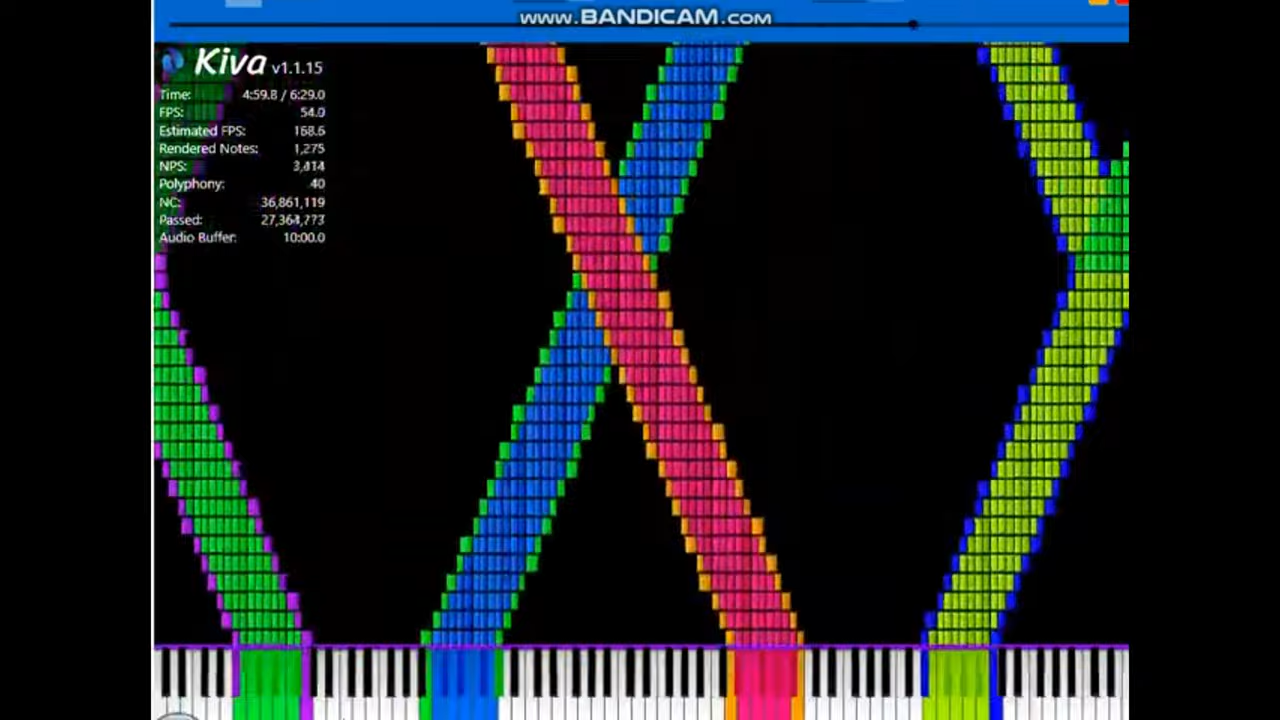 www.BANDICAM.com
Kiva v1.1.15
Time: 4:59.8 / 6:29.0
FPS: 54.0
Estimated FPS: 168.6
Rendered Notes: 1,275
NPS: 3,414
Polyphony: 40
NC: 36,861,119
Passed: 27,364,773
Audio Buffer: 10:00.0